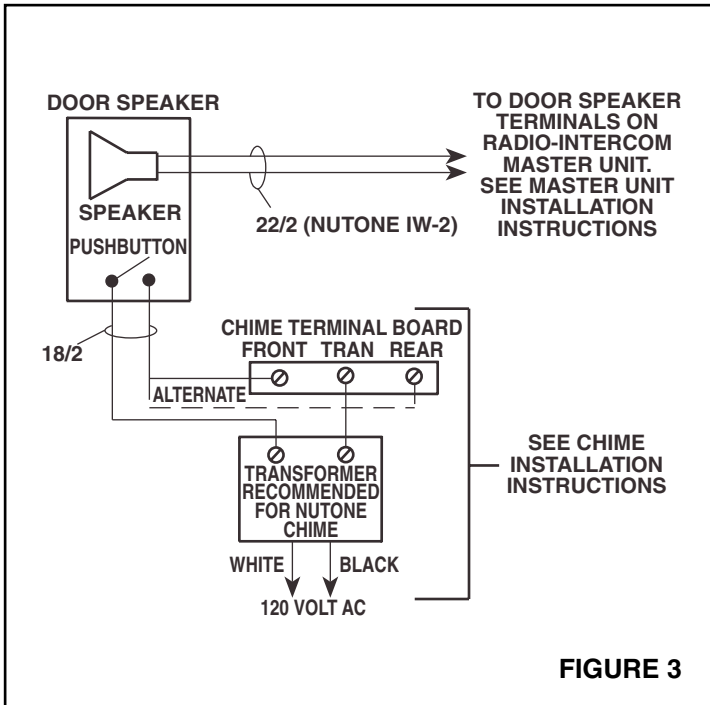 DOOR SPEAKER
SPEAKER
PUSHBUTTON
22/2 (NUTONE IW-2)
TO DOOR SPEAKER
TERMINALS ON
RADIO-INTERCOM
MASTER UNIT.
SEE MASTER UNIT
INSTALLATION
INSTRUCTIONS
18/2
CHIME TERMINAL BOARD
FRONT TRAN REAR
ALTERNATE
TRANSFORMER
RECOMMENDED
FOR NUTONE
CHIME
WHITE BLACK
120 VOLT AC
SEE CHIME
INSTALLATION
INSTRUCTIONS
FIGURE 3